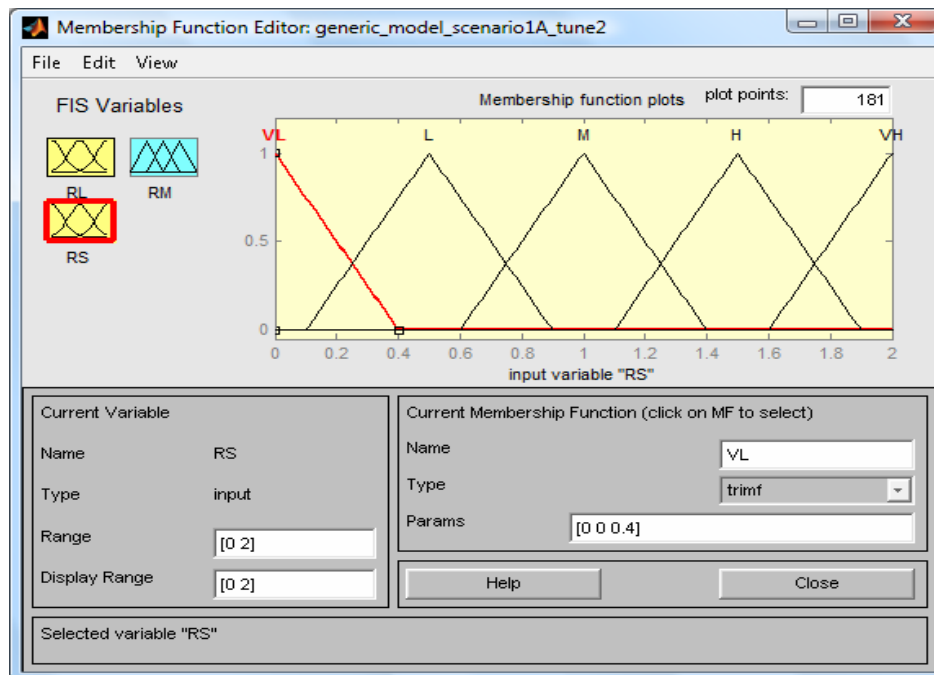 Membership Function Editor: generic_model_scenario1A_tune2
File Edit View
FIS Variables
RL RM
RS
Membership function plots plot points: 181
VL L M H VH
1
0.5
0
0 0.2 0.4 0.6 0.8 1 1.2 1.4 1.6 1.8 2
input variable "RS"
Current Variable
Name RS
Type input
Range [0 2]
Display Range [0 2]
Current Membership Function (click on MF to select)
Name VL
Type trimf
Params [0 0 0.4]
Help Close
Selected variable "RS"